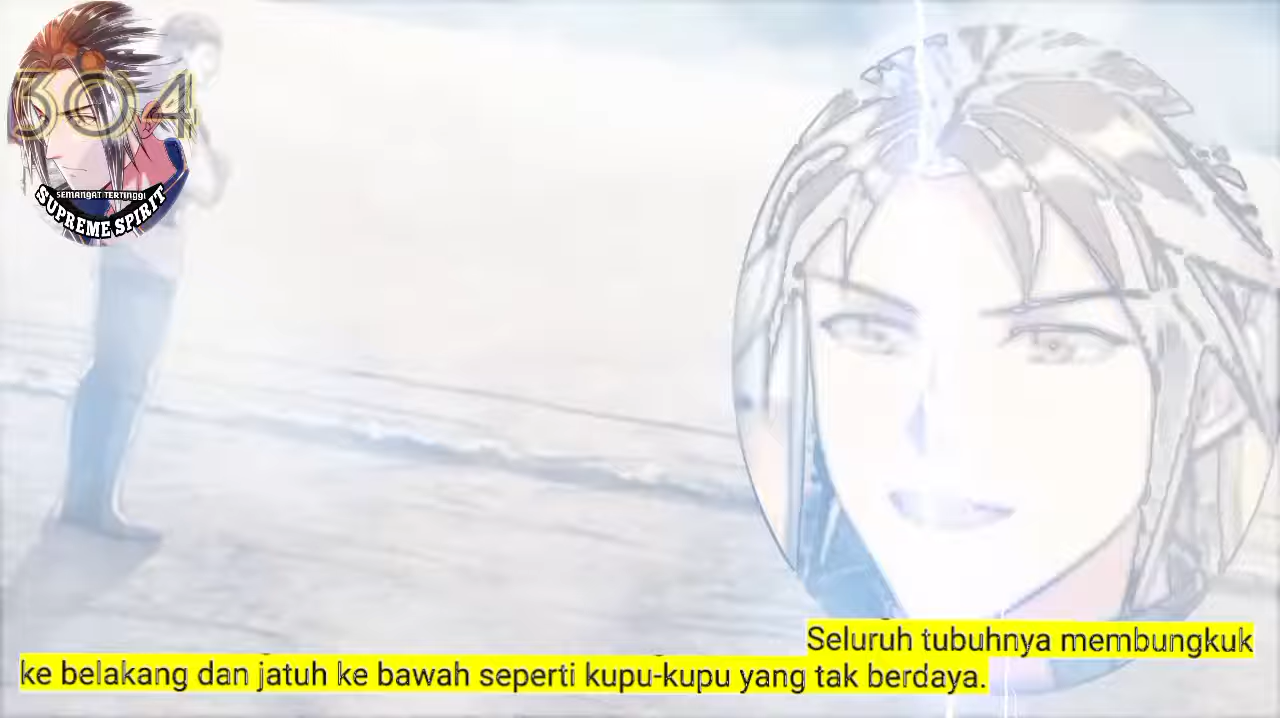 304
SEMANGAT TERTINGGI
SUPREME SPIRIT
Seluruh tubuhnya membungkuk
ke belakang dan jatuh ke bawah seperti kupu-kupu yang tak berdaya.